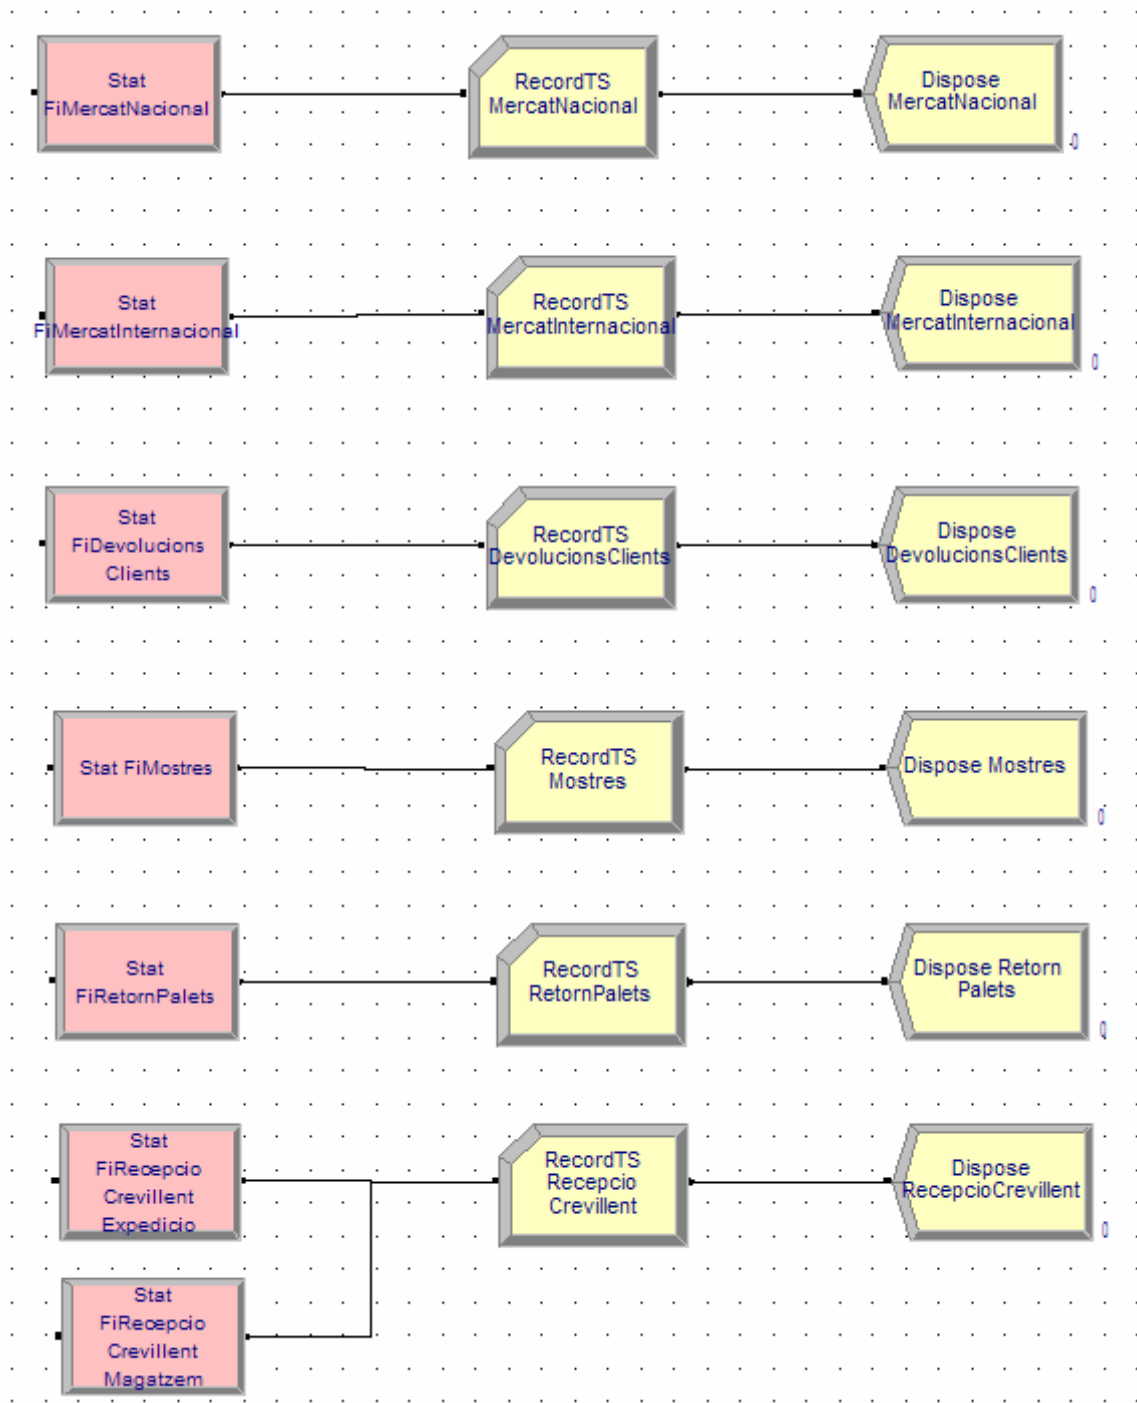 Stat
FiMercatNacional
RecordTS
MercatNacional
Dispose
MercatNacional
0
Stat
FiMercatInternacional
RecordTS
MercatInternacional
Dispose
MercatInternacional
0
Stat
FiDevolucions
Clients
RecordTS
DevolucionsClients
Dispose
DevolucionsClients
0
Stat FiMostres
RecordTS
Mostres
Dispose Mostres
0
Stat
FiRetornPalets
RecordTS
RetornPalets
Dispose Retorn
Palets
0
Stat
FiRecepcio
Crevillent
Expedicio
RecordTS
Recepcio
Crevillent
Dispose
RecepcioCrevillent
0
Stat
FiRecepcio
Crevillent
Magatzem